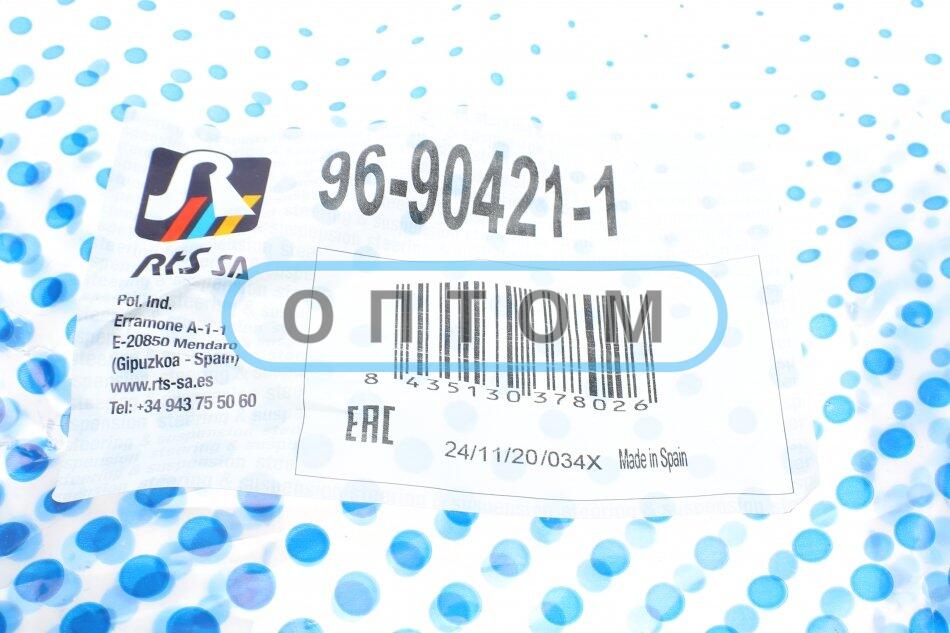 96-90421-1
RTS SA
Pol. Ind.
Erramone A-1-1
E-20850 Mendaro
(Gipuzkoa - Spain)
www.rts-sa.es
Tel: +34 943 75 50 60
ОПТОМ
8 435130 378026
EAC
24/11/20/034X Made in Spain